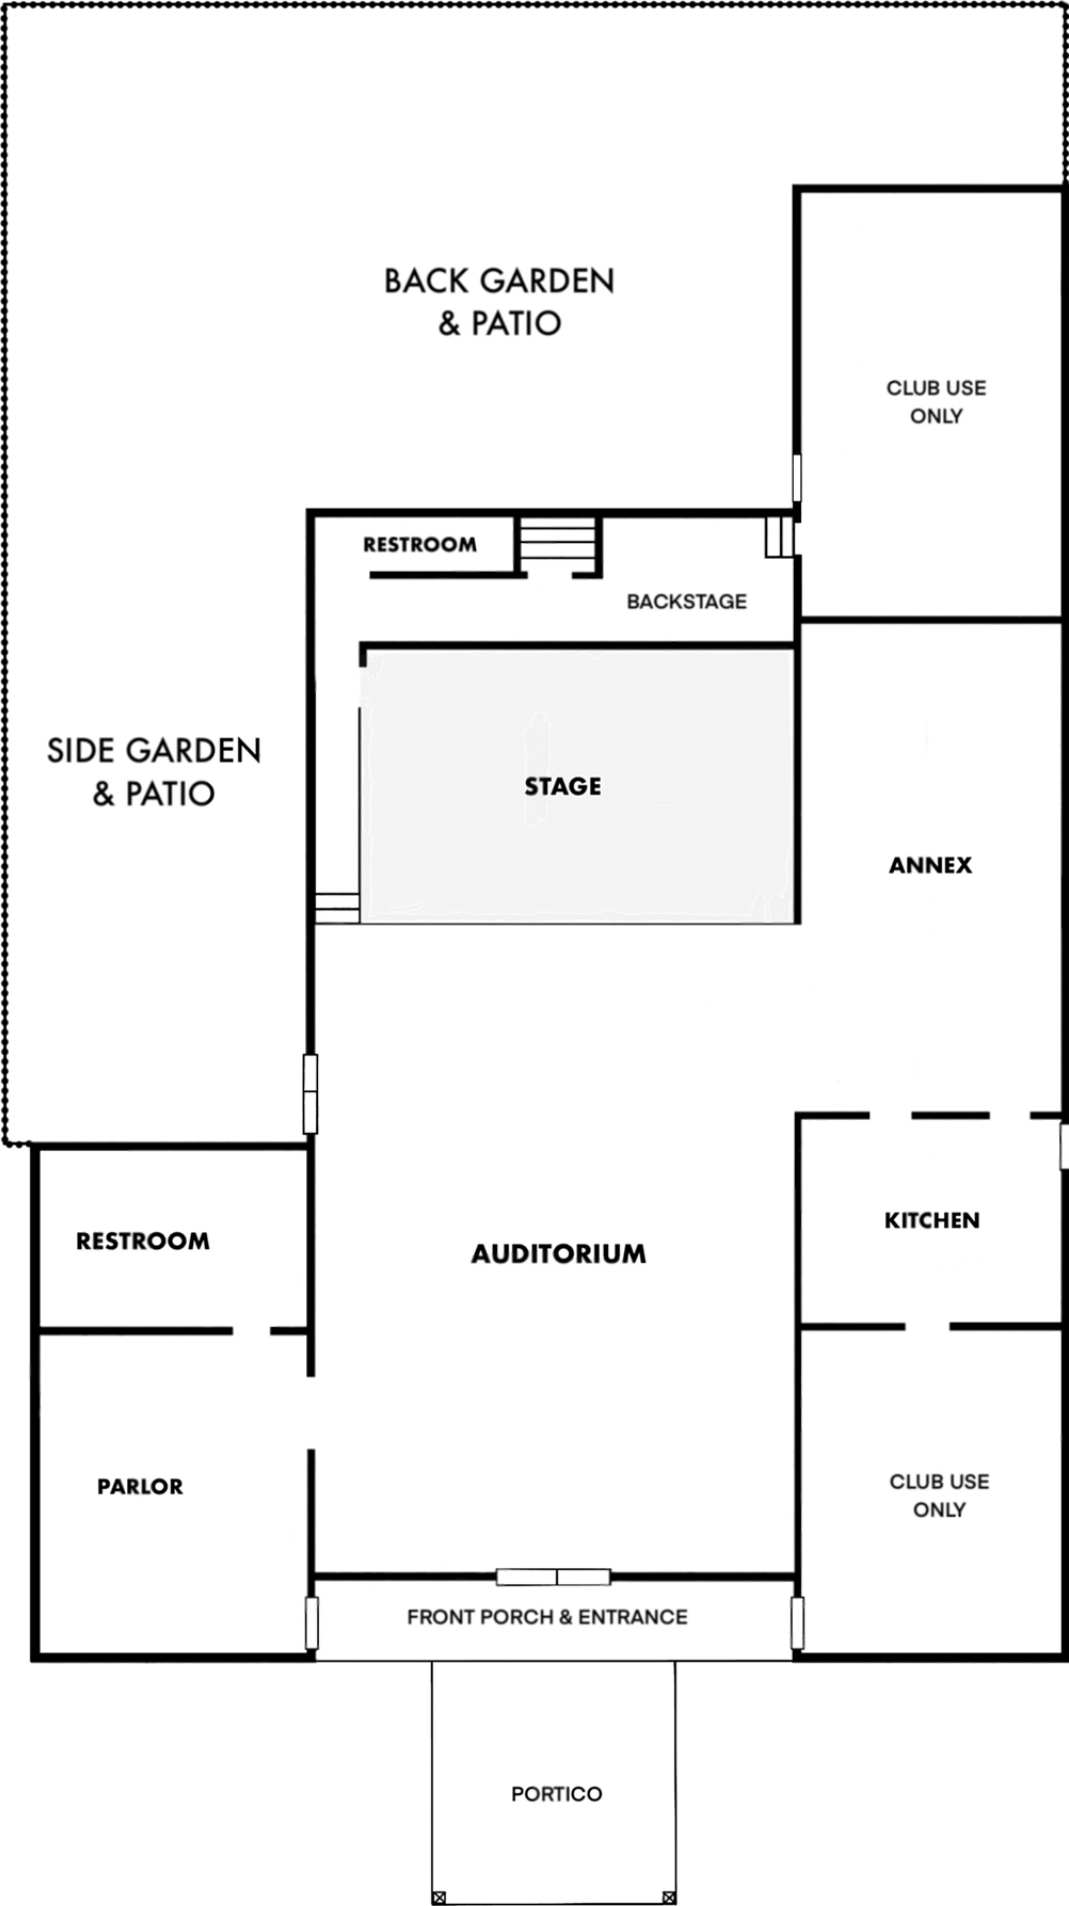 BACK GARDEN
& PATIO
CLUB USE
ONLY
RESTROOM
BACKSTAGE
SIDE GARDEN
& PATIO
STAGE
ANNEX
RESTROOM
AUDITORIUM
KITCHEN
PARLOR
CLUB USE
ONLY
FRONT PORCH & ENTRANCE
PORTICO